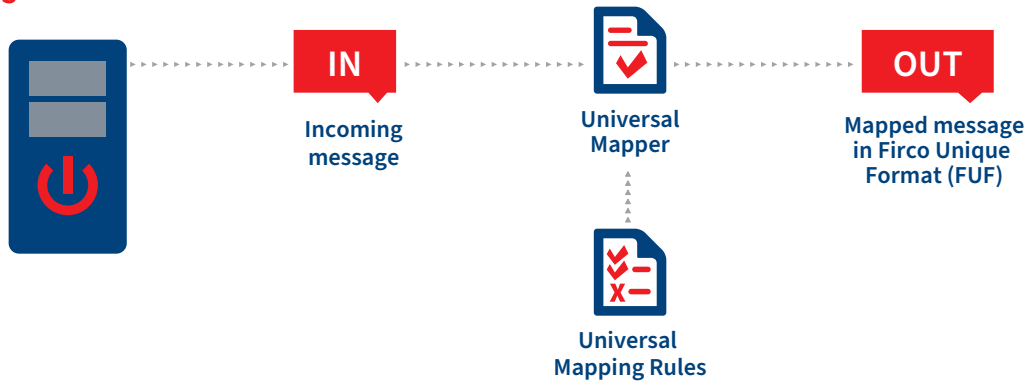 IN
Incoming
message
Universal
Mapper
OUT
Mapped message
in Firco Unique
Format (FUF)
Universal
Mapping Rules